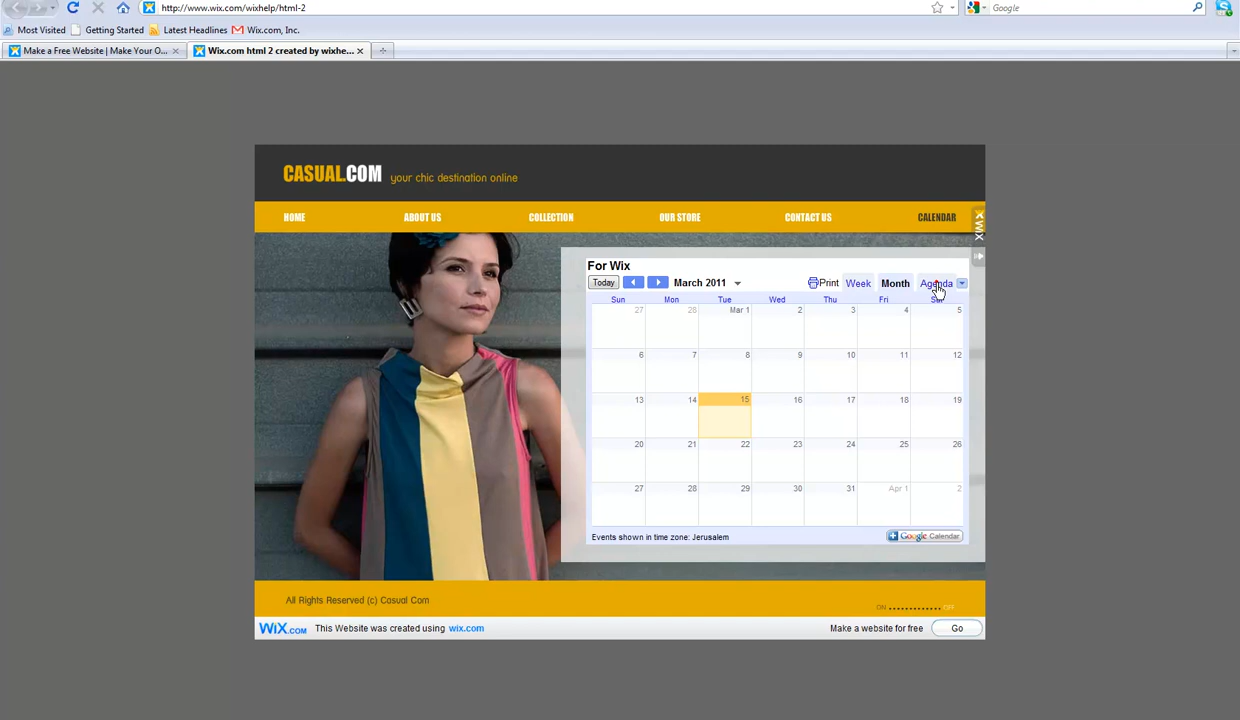 http://www.wix.com/wixhelp/html-2
Google
Most Visited Getting Started Latest Headlines Wix.com, Inc.
Make a Free Website | Make Your O... Wix.com html 2 created by wixhe...
CASUAL.COM your chic destination online
HOME ABOUT US COLLECTION OUR STORE CONTACT US CALENDAR
WIX
For Wix
Today March 2011 Print Week Month Agenda
Sun Mon Tue Wed Thu Fri Sat
27 28 Mar 1 2 3 4 5
6 7 8 9 10 11 12
13 14 15 16 17 18 19
20 21 22 23 24 25 26
27 28 29 30 31 Apr 1 2
Events shown in time zone: Jerusalem Google Calendar
All Rights Reserved (c) Casual Com ON OFF
WiX.COM This Website was created using wix.com Make a website for free Go